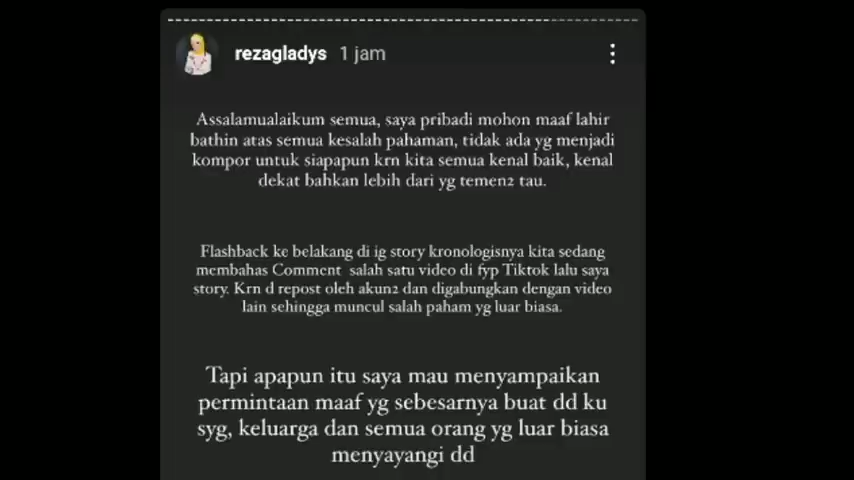 rezagladys 1 jam
Assalamualaikum semua, saya pribadi mohon maaf lahir
bathin atas semua kesalah pahaman, tidak ada yg menjadi
kompor untuk siapapun krn kita semua kenal baik, kenal
dekat bahkan lebih dari yg temen2 tau.
Flashback ke belakang di ig story kronologisnya kita sedang
membahas Comment salah satu video di fyp Tiktok lalu saya
story. Krn d repost oleh akun2 dan digabungkan dengan video
lain sehingga muncul salah paham yg luar biasa.
Tapi apapun itu saya mau menyampaikan
permintaan maaf yg sebesarnya buat dd ku
syg, keluarga dan semua orang yg luar biasa
menyayangi dd